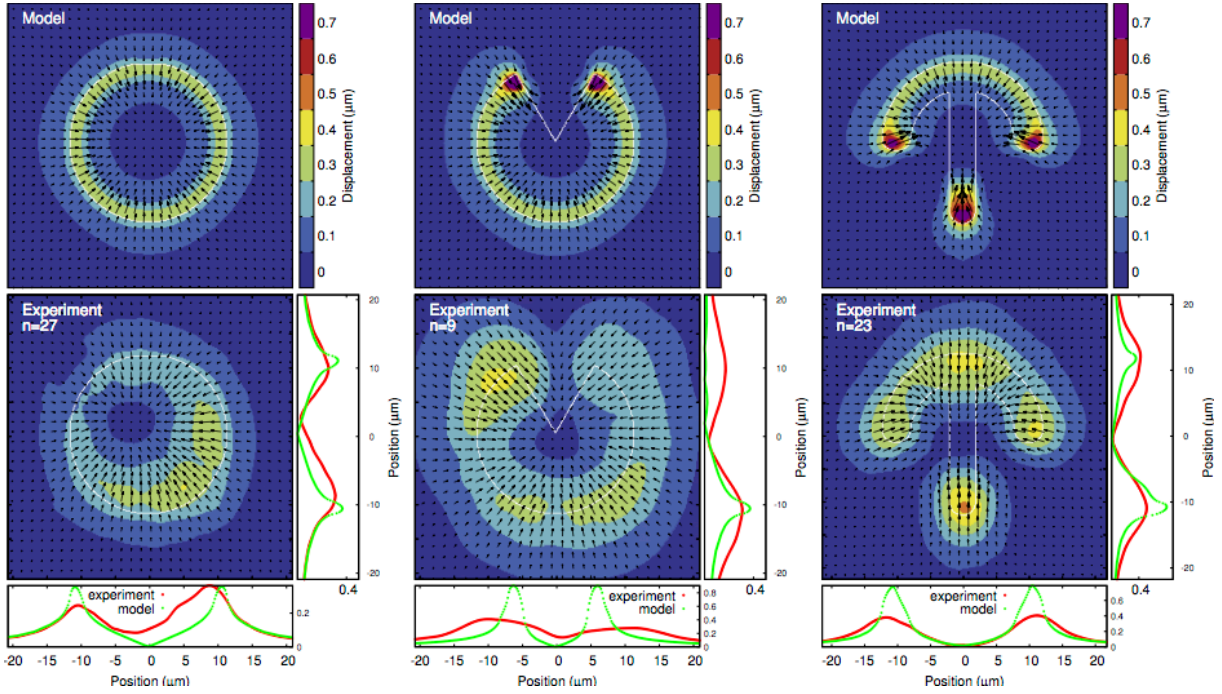 Model
0.7
0.6
0.5
0.4
0.3
0.2
0.1
0
Displacement (μm)
Model
0.7
0.6
0.5
0.4
0.3
0.2
0.1
0
Displacement (μm)
Model
0.7
0.6
0.5
0.4
0.3
0.2
0.1
0
Displacement (μm)
Experiment
n=27
20
10
0
-10
-20
Position (μm)
0.4
Experiment
n=9
20
10
0
-10
-20
Position (μm)
0.4
Experiment
n=23
20
10
0
-10
-20
Position (μm)
0.4
experiment
model
0.2
0
-20 -15 -10 -5 0 5 10 15 20
Position (μm)
experiment
model
0.8
0.6
0.4
0.2
0
-20 -15 -10 -5 0 5 10 15 20
Position (μm)
experiment
model
0.6
0.4
0.2
0
-20 -15 -10 -5 0 5 10 15 20
Position (μm)